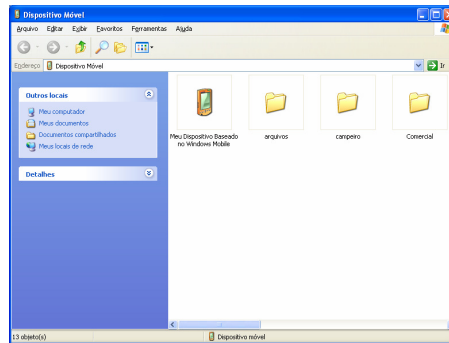 Dispositivo Móvel
Arquivo Editar Exibir Favoritos Ferramentas Ajuda
Endereço Dispositivo Móvel Ir
Outros locais
Meu computador
Meus documentos
Documentos compartilhados
Meus locais de rede
Detalhes
Meu Dispositivo Baseado no Windows Mobile
arquivos
campeiro
Comercial
13 objeto(s) Dispositivo móvel